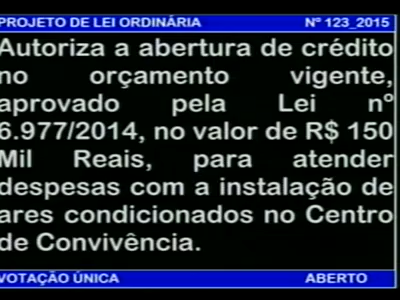 PROJETO DE LEI ORDINÁRIA Nº 123_2015
Autoriza a abertura de crédito
no orçamento vigente,
aprovado pela Lei nº
6.977/2014, no valor de R$ 150
Mil Reais, para atender
despesas com a instalação de
ares condicionados no Centro
de Convivência.
VOTAÇÃO ÚNICA ABERTO